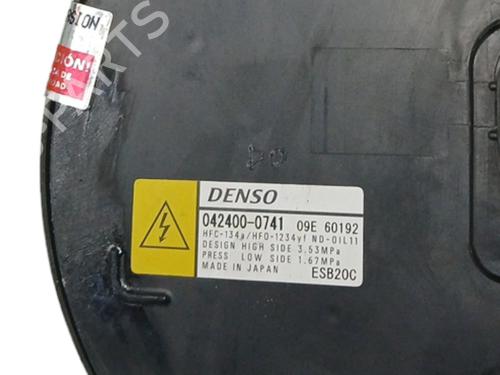 DENSO
042400-0741 09E 60192
HFC-134a/HFO-1234yf ND-OIL11
DESIGN HIGH SIDE 3.53MPa
PRESS LOW SIDE 1.67MPa
MADE IN JAPAN ESB20C